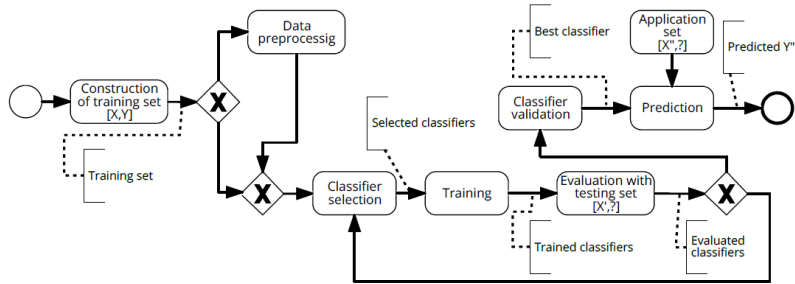 Data
preprocessig
Construction
of training set
[X,Y]
X
Training set
X
Selected classifiers
Classifier
selection
Training
Trained classifiers
Evaluation with
testing set
[X',?]
X
Evaluated
classifiers
Classifier
validation
Best classifier
Application
set
[X",?]
Prediction
Predicted Y"